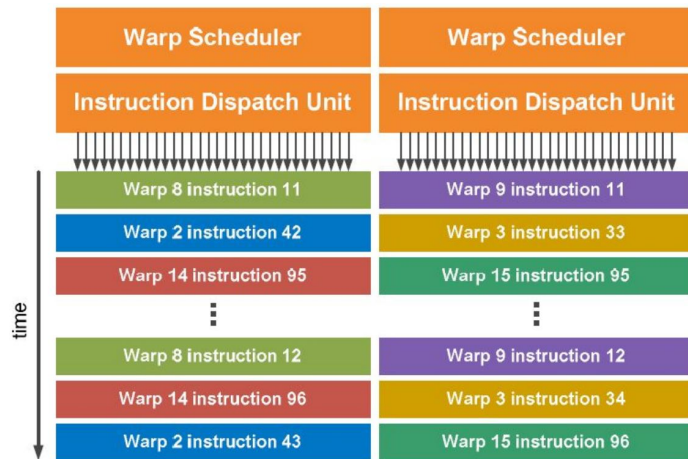 Warp Scheduler
Warp Scheduler
Instruction Dispatch Unit
Instruction Dispatch Unit
Warp 8 instruction 11
Warp 9 instruction 11
Warp 2 instruction 42
Warp 3 instruction 33
Warp 14 instruction 95
Warp 15 instruction 95
time
Warp 8 instruction 12
Warp 9 instruction 12
Warp 14 instruction 96
Warp 3 instruction 34
Warp 2 instruction 43
Warp 15 instruction 96